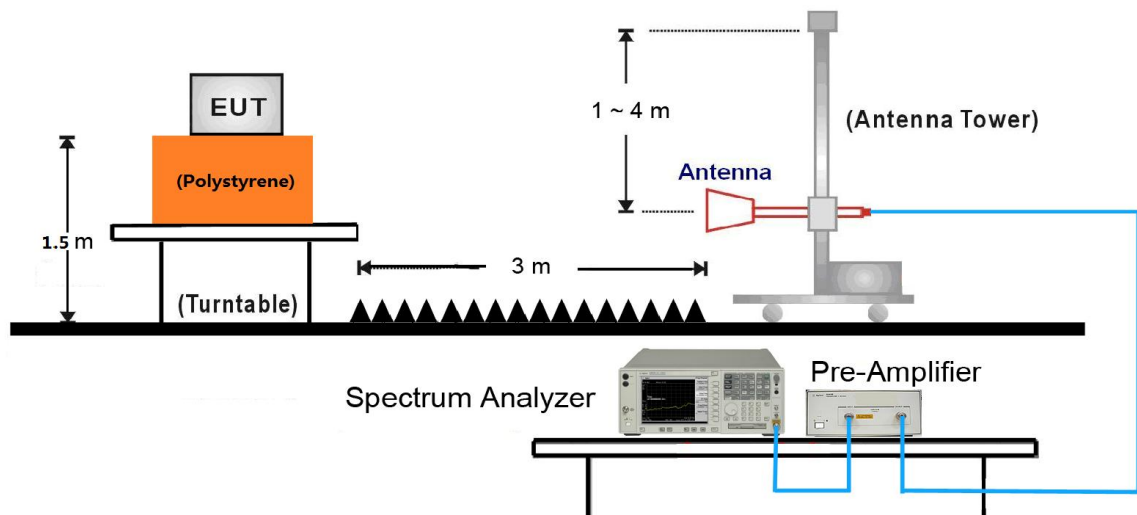 EUT
(Polystyrene)
1.5 m
(Turntable)
3 m
1 ~ 4 m
Antenna
(Antenna Tower)
Spectrum Analyzer
Pre-Amplifier